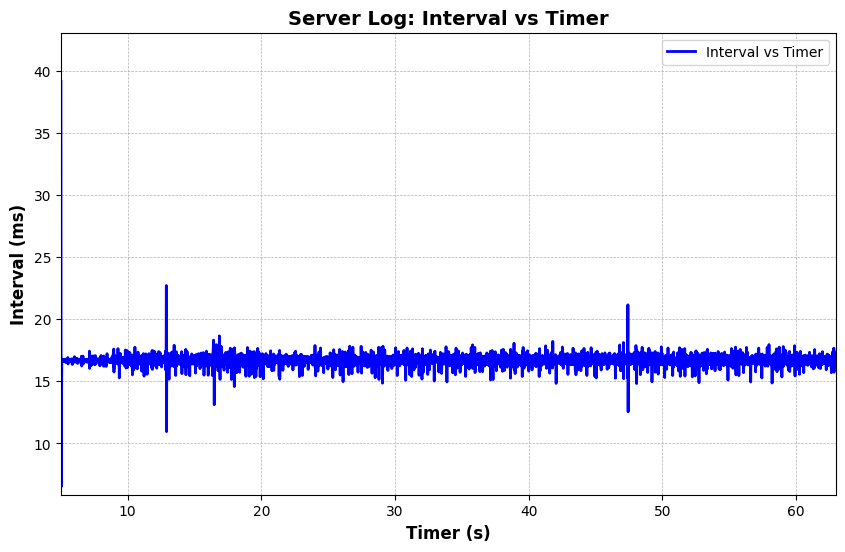 Server Log: Interval vs Timer
Interval vs Timer
Interval (ms)
40
35
30
25
20
15
10
10 20 30 40 50 60
Timer (s)